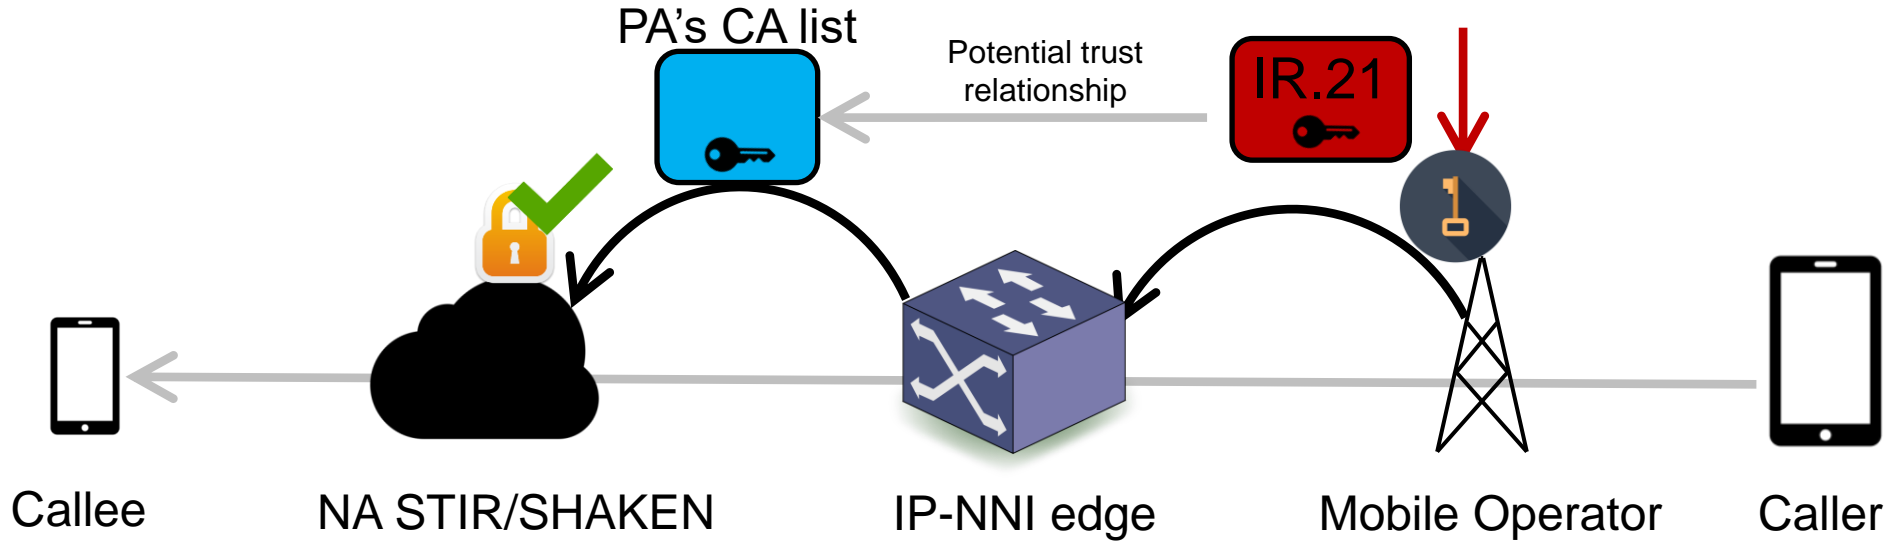 PA's CA list
Potential trust
relationship
IR.21
Callee
NA STIR/SHAKEN
IP-NNI edge
Mobile Operator
Caller